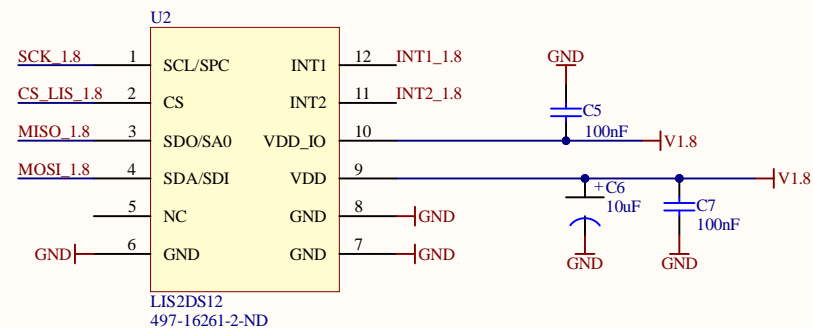 U2
SCK_1.8 1 SCL/SPC INT1 12 INT1_1.8 GND
CS_LIS_1.8 2 CS INT2 11 INT2_1.8 C5
100nF
MISO_1.8 3 SDO/SA0 VDD_IO 10 V1.8
MOSI_1.8 4 SDA/SDI VDD 9 V1.8
+ C6 C7
10uF 100nF
5 NC GND 8 GND
GND 6 GND GND 7 GND GND GND
LIS2DS12
497-16261-2-ND